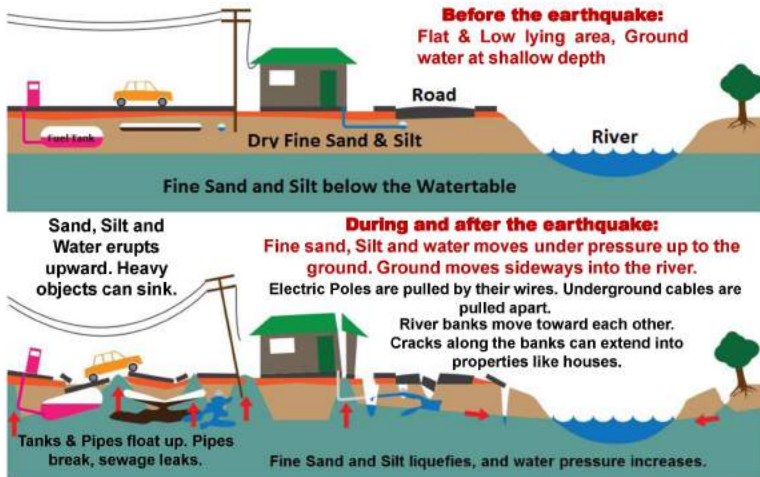 Before the earthquake:
Flat & Low lying area, Ground
water at shallow depth
Road
Fuel Tank
Dry Fine Sand & Silt
River
Fine Sand and Silt below the Watertable
Sand, Silt and
Water erupts
upward. Heavy
objects can sink.
During and after the earthquake:
Fine sand, Silt and water moves under pressure up to the
ground. Ground moves sideways into the river.
Electric Poles are pulled by their wires. Underground cables are
pulled apart.
River banks move toward each other.
Cracks along the banks can extend into
properties like houses.
Tanks & Pipes float up. Pipes
break, sewage leaks.
Fine Sand and Silt liquefies, and water pressure increases.